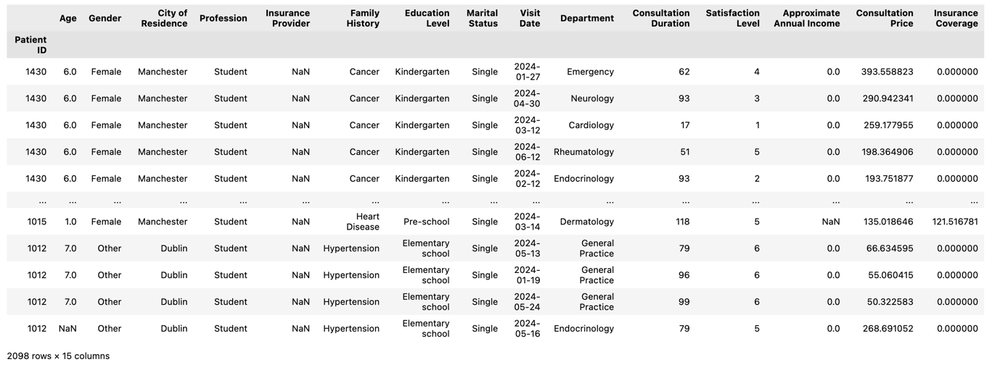 Age Gender City of Residence Profession Insurance Provider Family History Education Level Marital Status Visit Date Department Consultation Duration Satisfaction Level Approximate Annual Income Consultation Price Insurance Coverage
Patient ID
1430 6.0 Female Manchester Student NaN Cancer Kindergarten Single 2024-01-27 Emergency 62 4 0.0 393.558823 0.000000
1430 6.0 Female Manchester Student NaN Cancer Kindergarten Single 2024-04-30 Neurology 93 3 0.0 290.942341 0.000000
1430 6.0 Female Manchester Student NaN Cancer Kindergarten Single 2024-03-12 Cardiology 17 1 0.0 259.177955 0.000000
1430 6.0 Female Manchester Student NaN Cancer Kindergarten Single 2024-06-12 Rheumatology 51 5 0.0 198.364906 0.000000
1430 6.0 Female Manchester Student NaN Cancer Kindergarten Single 2024-02-12 Endocrinology 93 2 0.0 193.751877 0.000000
... ... ... ... ... ... ... ... ... ... ... ... ... ... ... ...
1015 1.0 Female Manchester Student NaN Heart Disease Pre-school Single 2024-03-14 Dermatology 118 5 NaN 135.018646 121.516781
1012 7.0 Other Dublin Student NaN Hypertension Elementary school Single 2024-05-13 General Practice 79 6 0.0 66.634595 0.000000
1012 7.0 Other Dublin Student NaN Hypertension Elementary school Single 2024-01-19 General Practice 96 6 0.0 55.060415 0.000000
1012 7.0 Other Dublin Student NaN Hypertension Elementary school Single 2024-05-24 General Practice 99 6 0.0 50.322583 0.000000
1012 NaN Other Dublin Student NaN Hypertension Elementary school Single 2024-05-16 Endocrinology 79 5 0.0 268.691052 0.000000
2098 rows × 15 columns